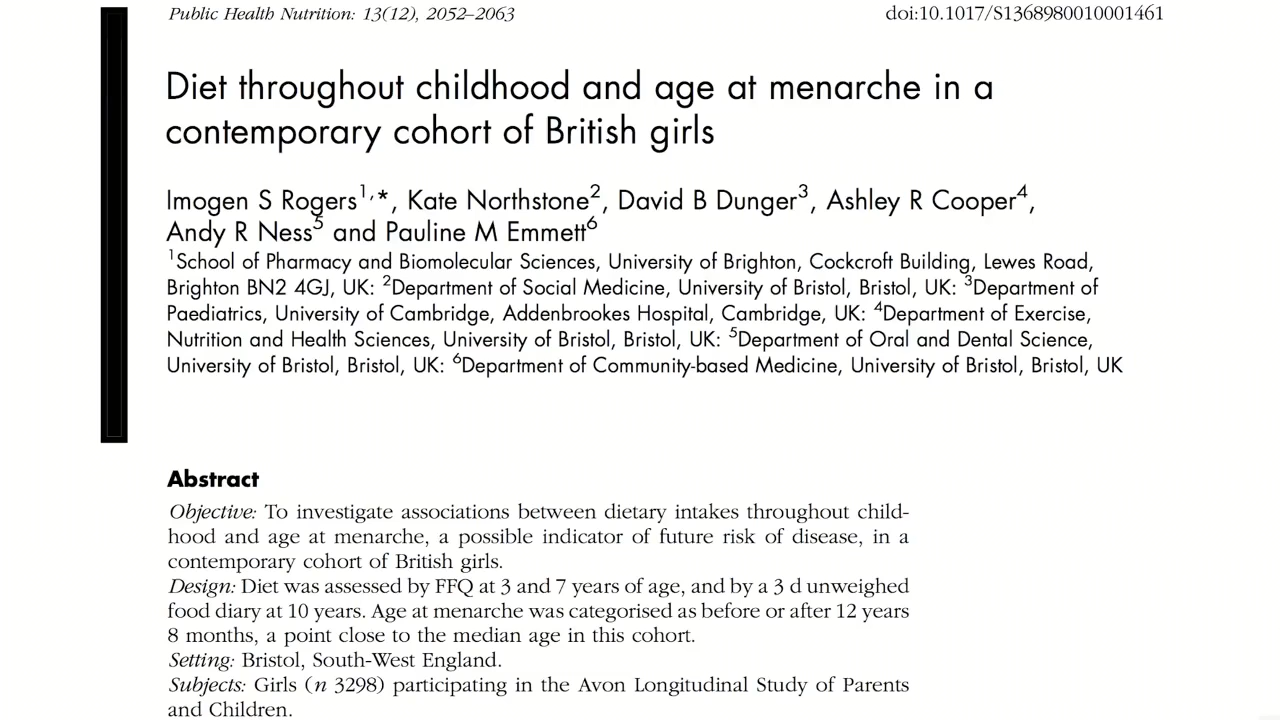 Public Health Nutrition: 13(12), 2052–2063 doi:10.1017/S1368980010001461
Diet throughout childhood and age at menarche in a
contemporary cohort of British girls
Imogen S Rogers1,*, Kate Northstone2, David B Dunger3, Ashley R Cooper4,
Andy R Ness5 and Pauline M Emmett6
1School of Pharmacy and Biomolecular Sciences, University of Brighton, Cockcroft Building, Lewes Road,
Brighton BN2 4GJ, UK: 2Department of Social Medicine, University of Bristol, Bristol, UK: 3Department of
Paediatrics, University of Cambridge, Addenbrookes Hospital, Cambridge, UK: 4Department of Exercise,
Nutrition and Health Sciences, University of Bristol, Bristol, UK: 5Department of Oral and Dental Science,
University of Bristol, Bristol, UK: 6Department of Community-based Medicine, University of Bristol, Bristol, UK
Abstract
Objective: To investigate associations between dietary intakes throughout child-
hood and age at menarche, a possible indicator of future risk of disease, in a
contemporary cohort of British girls.
Design: Diet was assessed by FFQ at 3 and 7 years of age, and by a 3 d unweighed
food diary at 10 years. Age at menarche was categorised as before or after 12 years
8 months, a point close to the median age in this cohort.
Setting: Bristol, South-West England.
Subjects: Girls (n 3298) participating in the Avon Longitudinal Study of Parents
and Children.